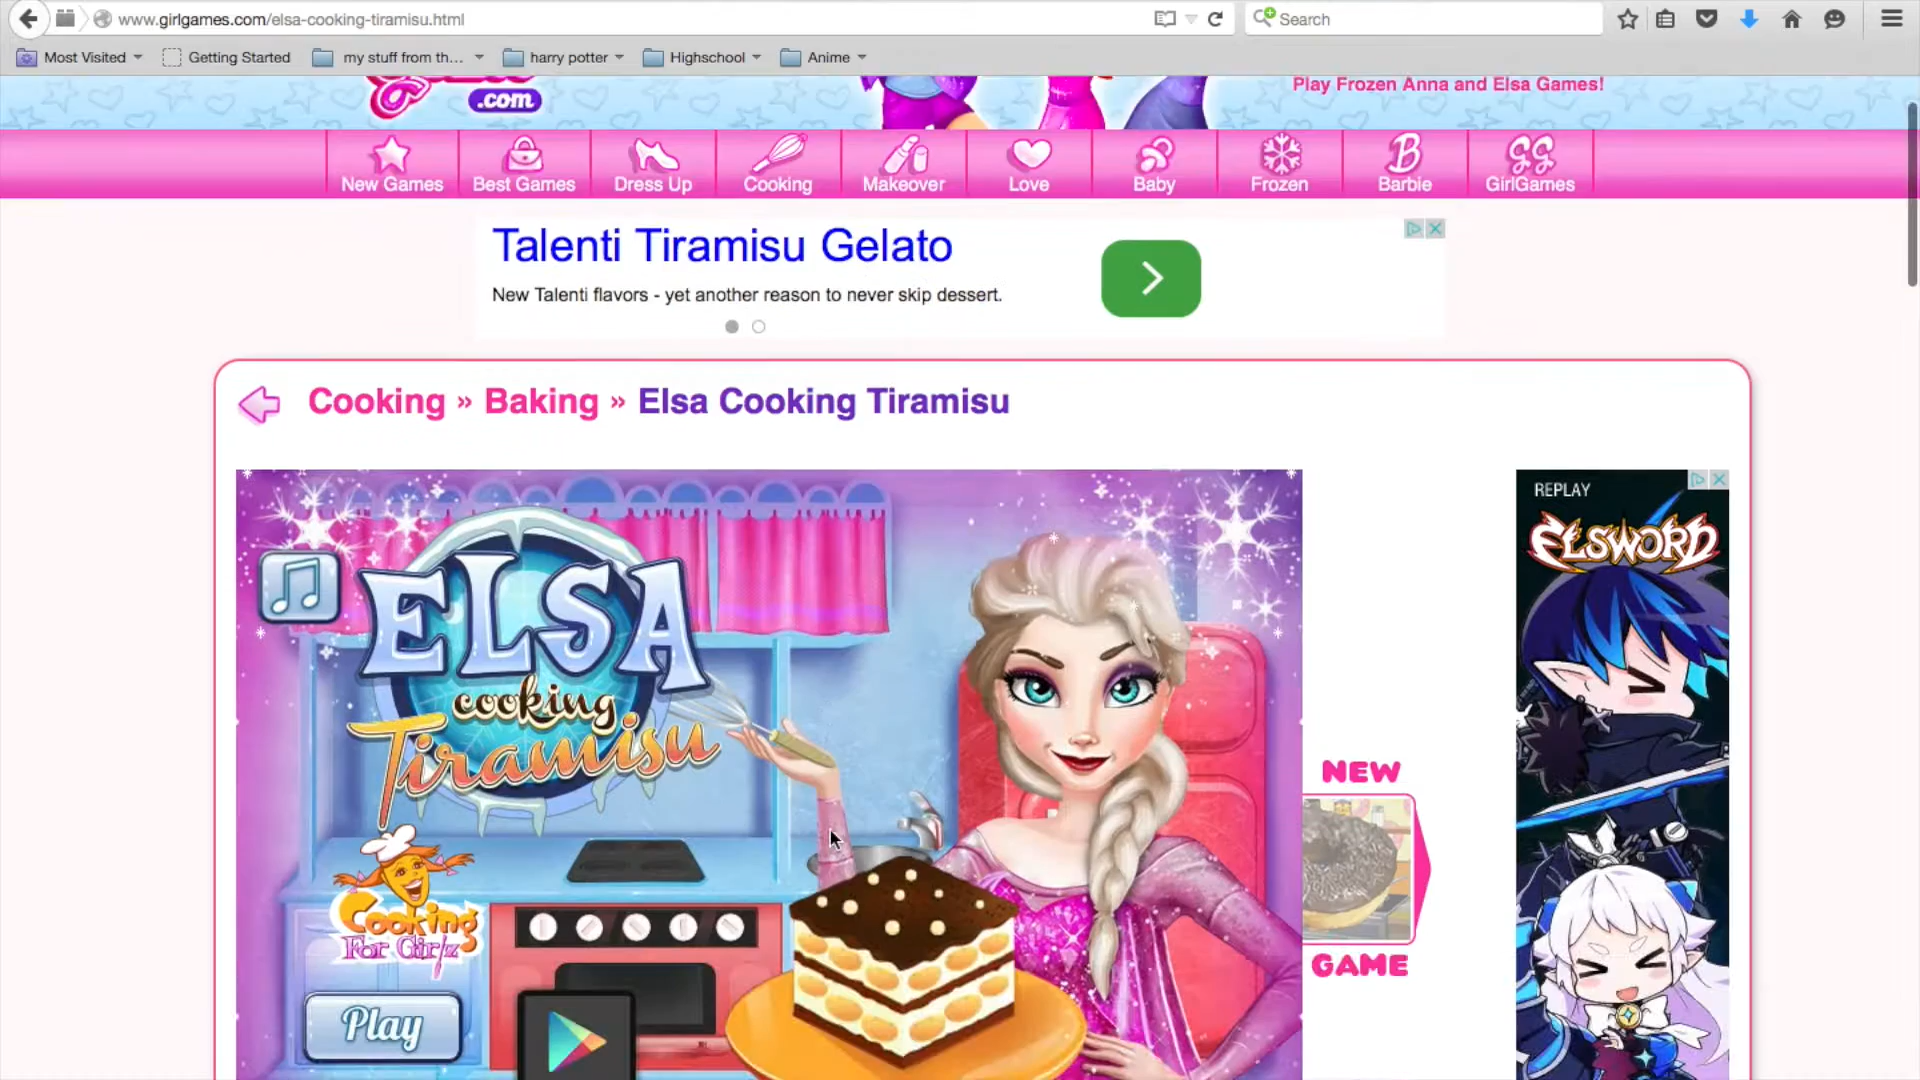 www.girlgames.com/elsa-cooking-tiramisu.html
Search
Most Visited
Getting Started
my stuff from th...
harry potter
Highschool
Anime
.com
Play Frozen Anna and Elsa Games!
New Games
Best Games
Dress Up
Cooking
Makeover
Love
Baby
Frozen
B
Barbie
GG
GirlGames
Talenti Tiramisu Gelato
New Talenti flavors - yet another reason to never skip dessert.
Cooking » Baking » Elsa Cooking Tiramisu
REPLAY
ELSWORD
ELSA
cooking
Tiramisu
NEW
GAME
Cooking
For Girlz
Play